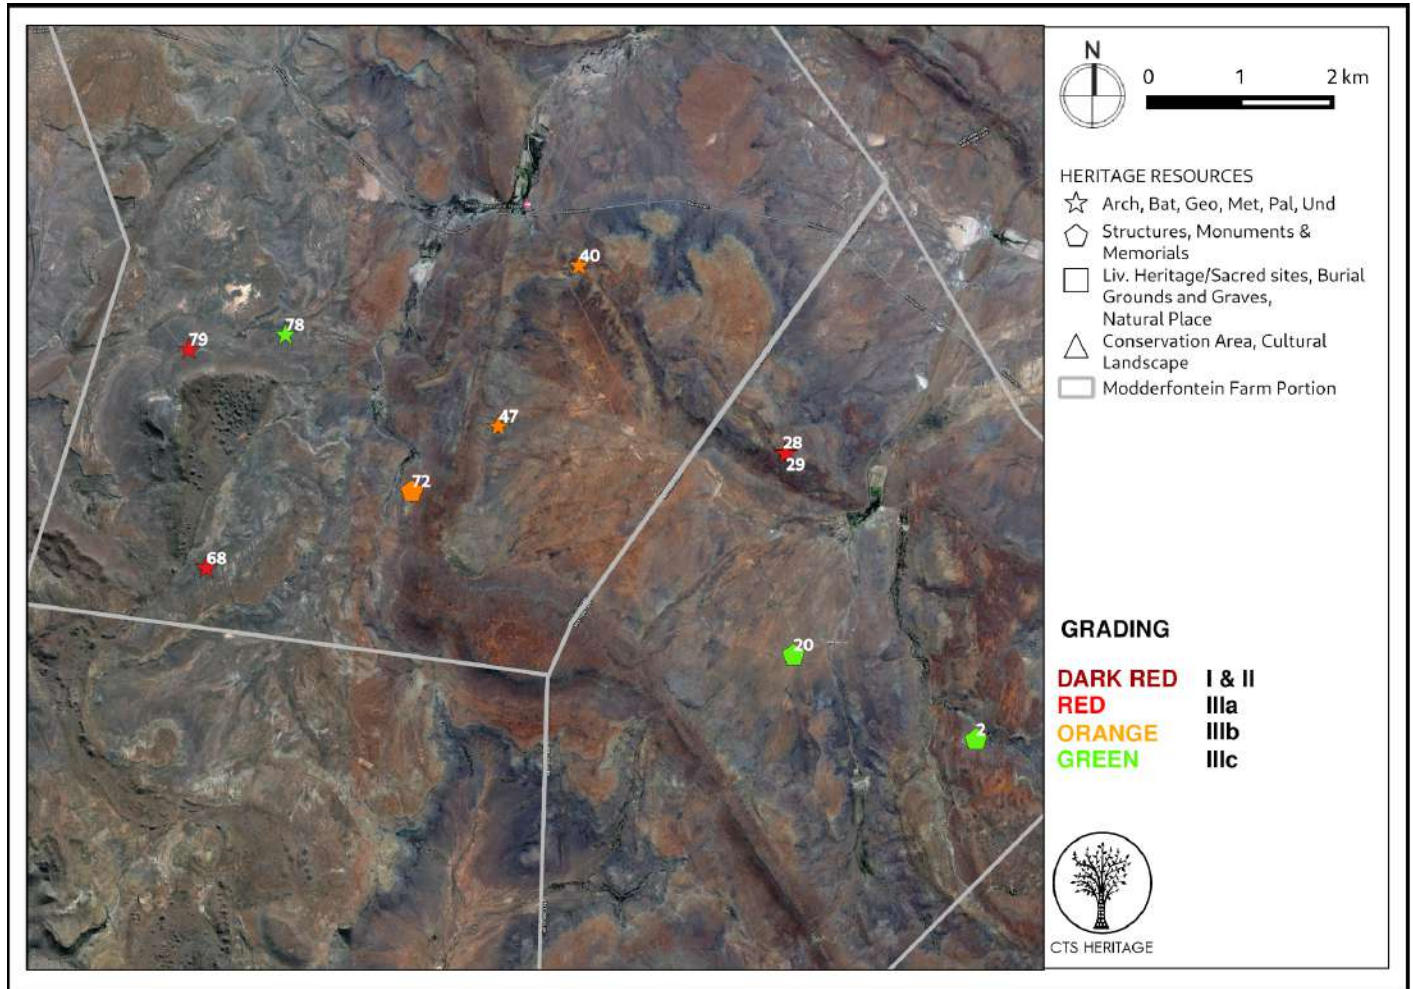 N
0 1 2 km
HERITAGE RESOURCES
Arch, Bat, Geo, Met, Pal, Und
Structures, Monuments &
Memorials
Liv. Heritage/Sacred sites, Burial
Grounds and Graves,
Natural Place
Conservation Area, Cultural
Landscape
Modderfontein Farm Portion
40
78
79
47
28
29
72
68
20
2
GRADING
DARK RED I & II
RED IIIa
ORANGE IIIb
GREEN IIIc
CTS HERITAGE